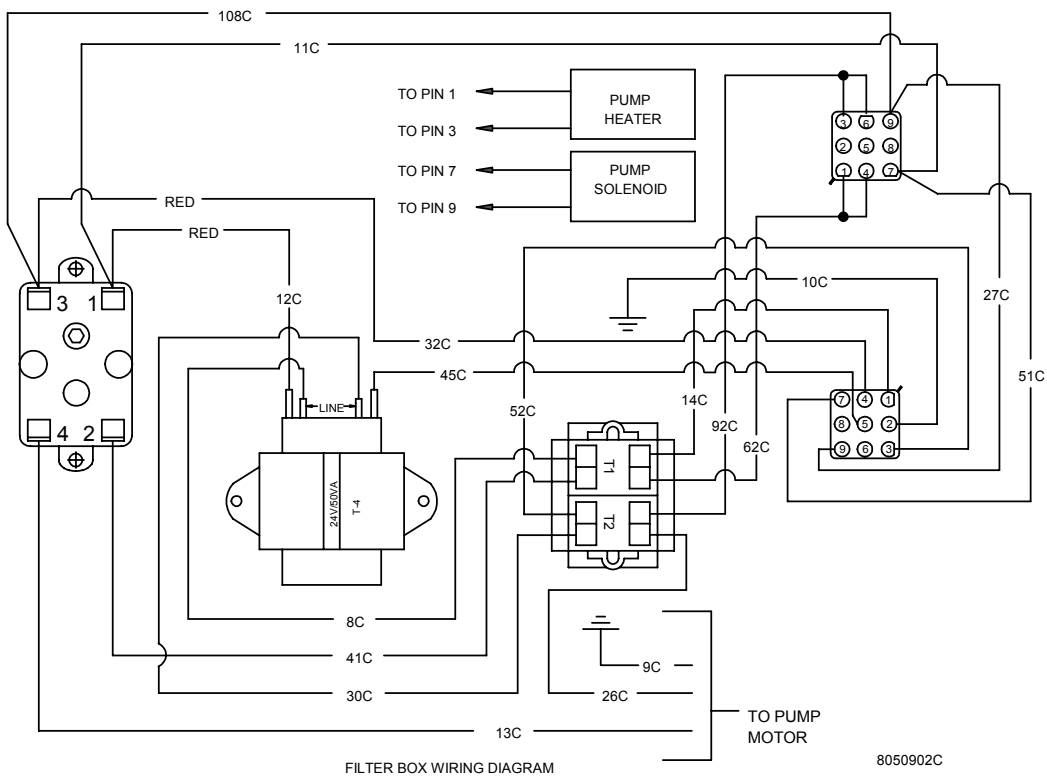 108C
11C
TO PIN 1
TO PIN 3
TO PIN 7
TO PIN 9
PUMP
HEATER
PUMP
SOLENOID
3 6 9
2 5 8
1 4 7
RED
RED
3 1
4 2
12C
10C
27C
32C
45C
51C
LINE
52C
14C
92C
62C
7 4 1
8 5 2
9 6 3
24V/50VA
T-4
T1
T2
8C
41C
30C
9C
26C
13C
TO PUMP
MOTOR
FILTER BOX WIRING DIAGRAM
8050902C